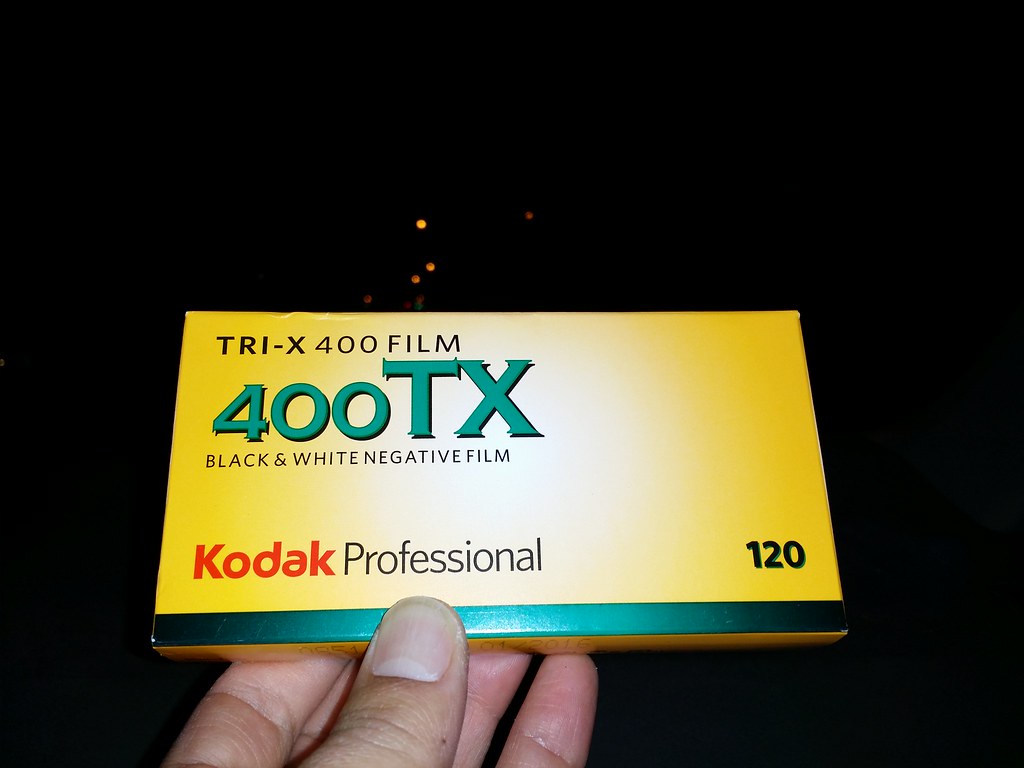 TRI-X 400 FILM
400TX
BLACK & WHITE NEGATIVE FILM
Kodak Professional
120